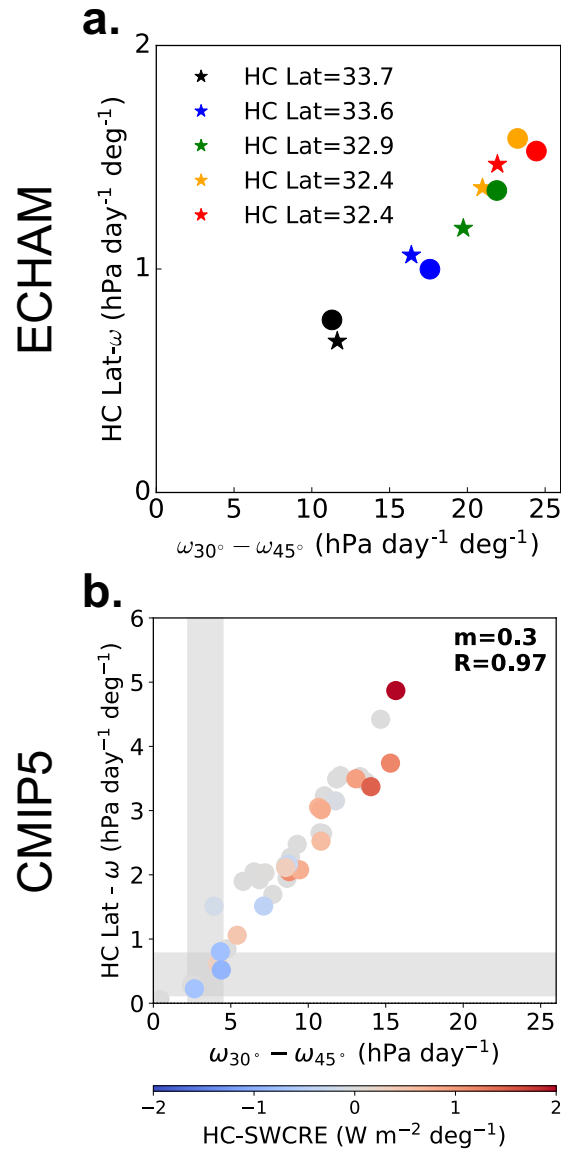 a.
ECHAM
HC Lat-ω (hPa day⁻¹ deg⁻¹)
2
1
0
HC Lat=33.7
HC Lat=33.6
HC Lat=32.9
HC Lat=32.4
HC Lat=32.4
0 5 10 15 20 25
ω30° − ω45° (hPa day⁻¹ deg⁻¹)
b.
CMIP5
HC Lat - ω (hPa day⁻¹ deg⁻¹)
6
5
4
3
2
1
0
m=0.3
R=0.97
0 5 10 15 20 25
ω30° − ω45° (hPa day⁻¹)
−2 −1 0 1 2
HC-SWCRE (W m⁻² deg⁻¹)